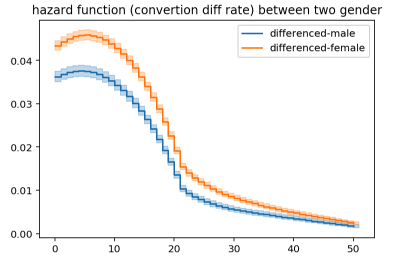 hazard function (convertion diff rate) between two gender
differenced-male
differenced-female
0.04
0.03
0.02
0.01
0.00
0 10 20 30 40 50